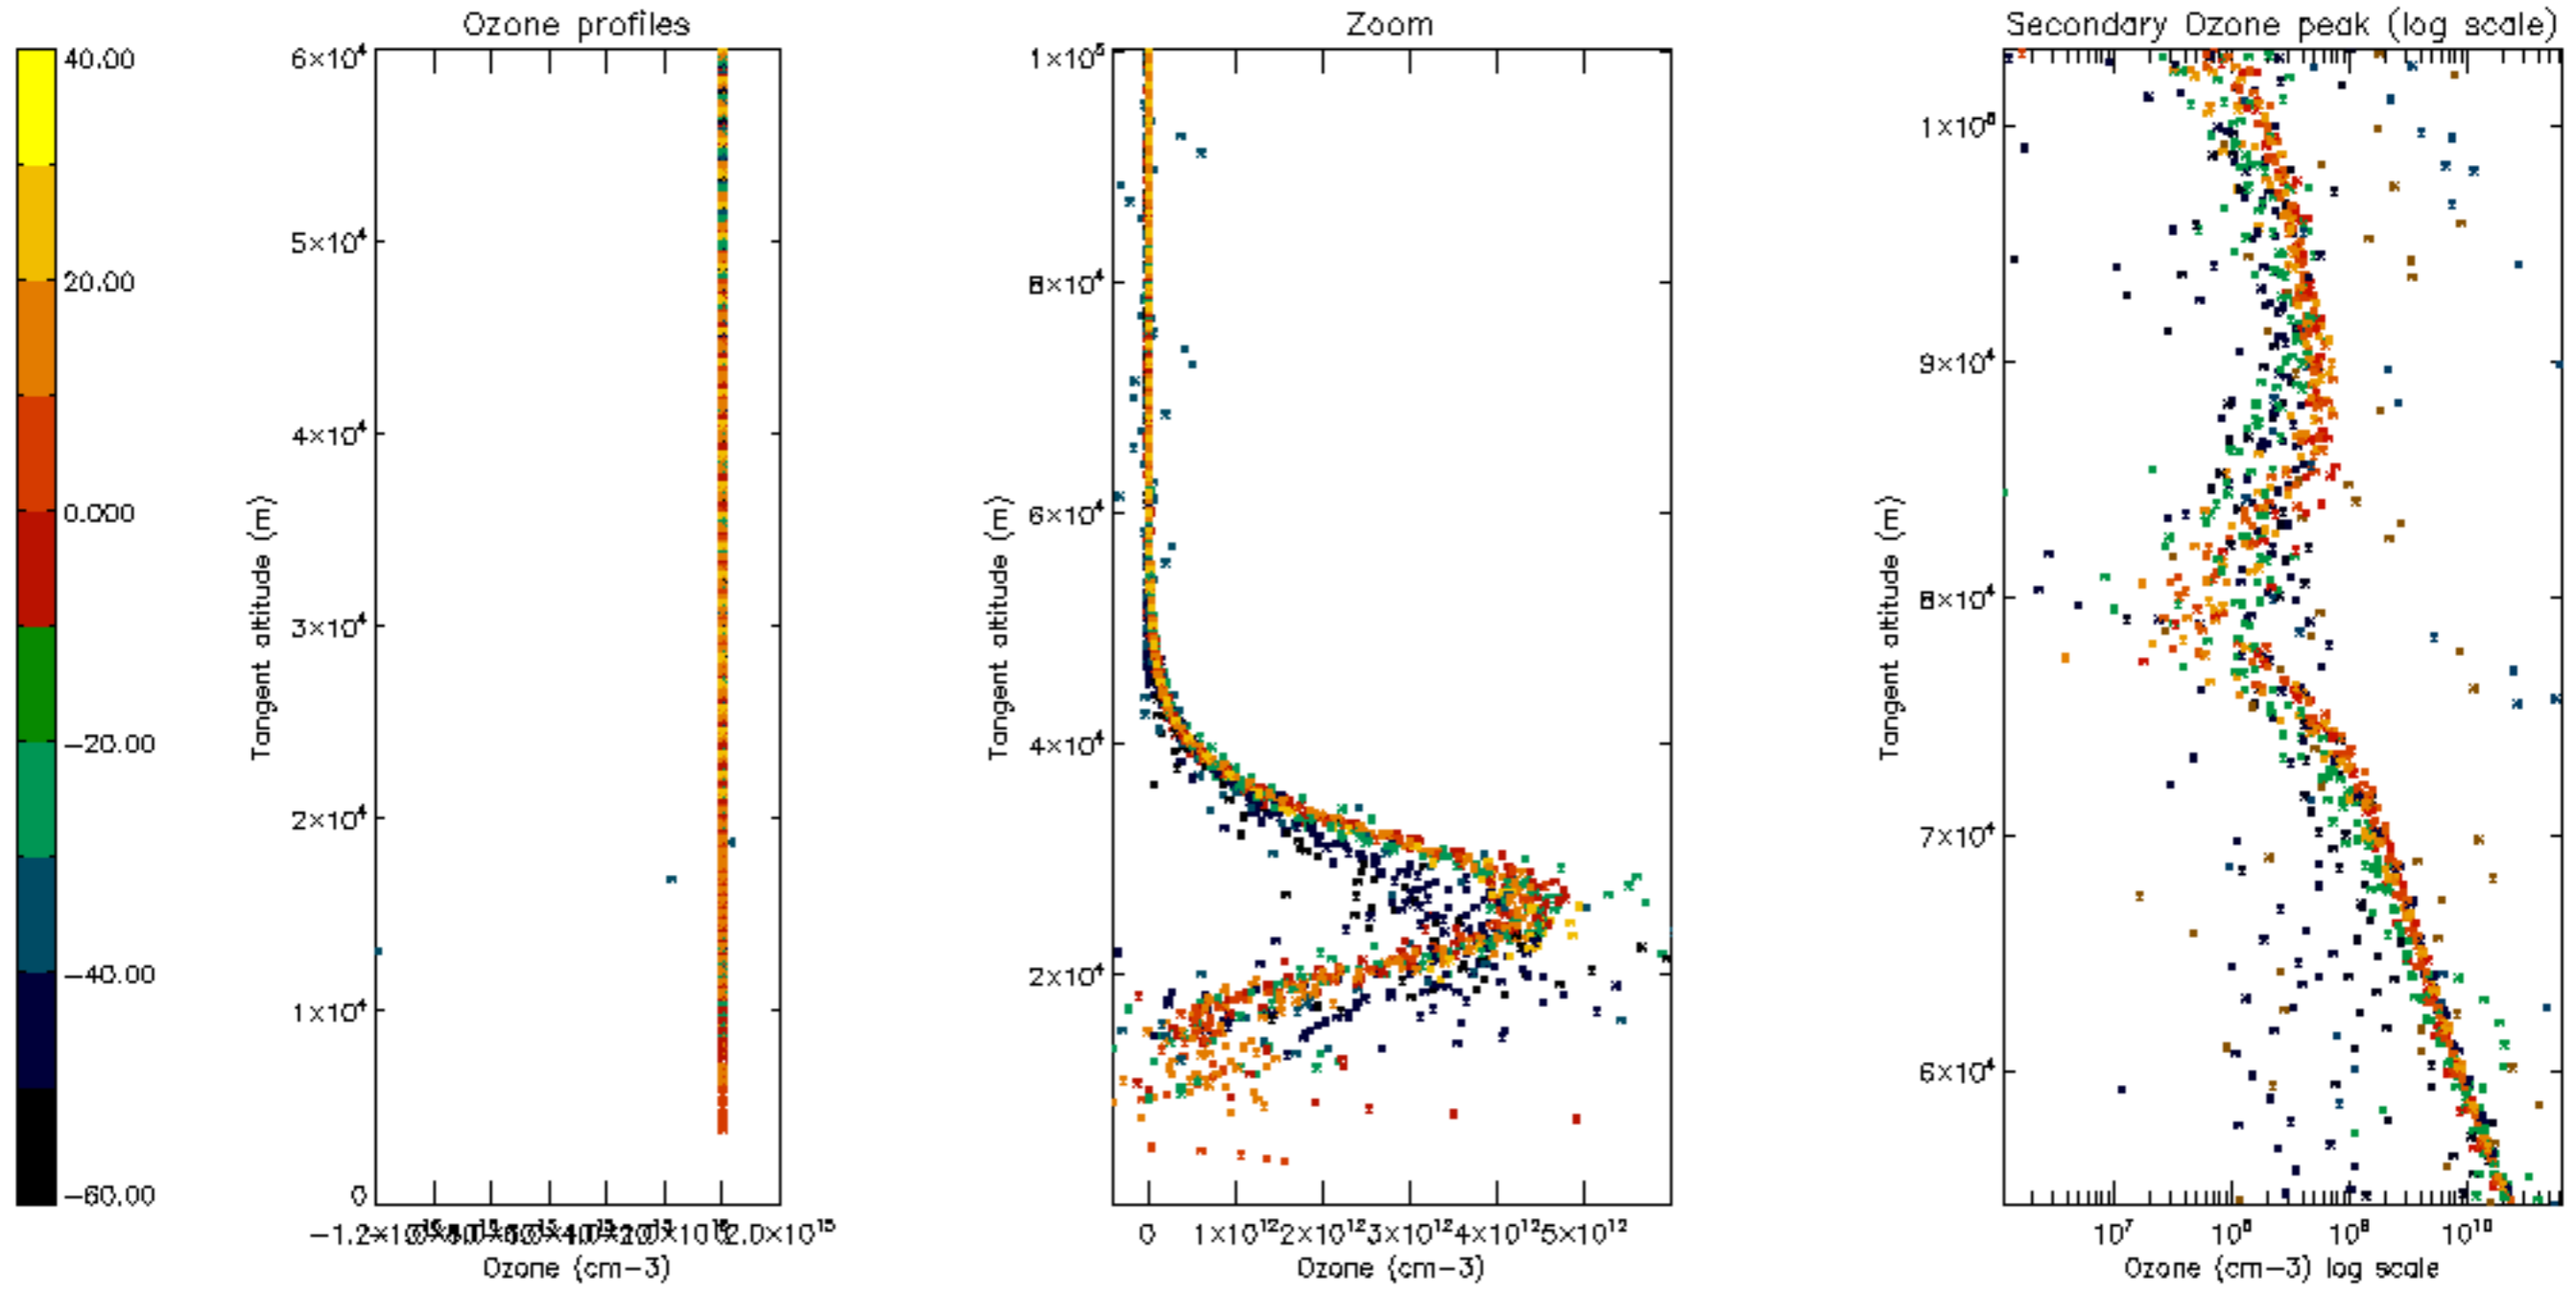 Ozone profiles
Zoom
Secondary Ozone peak (log scale)
40.00
20.00
0.000
−20.00
−40.00
−60.00
6×10⁴
5×10⁴
4×10⁴
3×10⁴
2×10⁴
1×10⁴
0
Tangent altitude (m)
2.0×10¹⁵
Ozone (cm−3)
1×10⁵
8×10⁴
6×10⁴
4×10⁴
2×10⁴
Tangent altitude (m)
0 1×10¹² 2×10¹² 3×10¹² 4×10¹² 5×10¹²
Ozone (cm−3)
1×10⁵
9×10⁴
8×10⁴
7×10⁴
6×10⁴
Tangent altitude (m)
10⁷ 10⁸ 10⁹ 10¹⁰
Ozone (cm−3) log scale